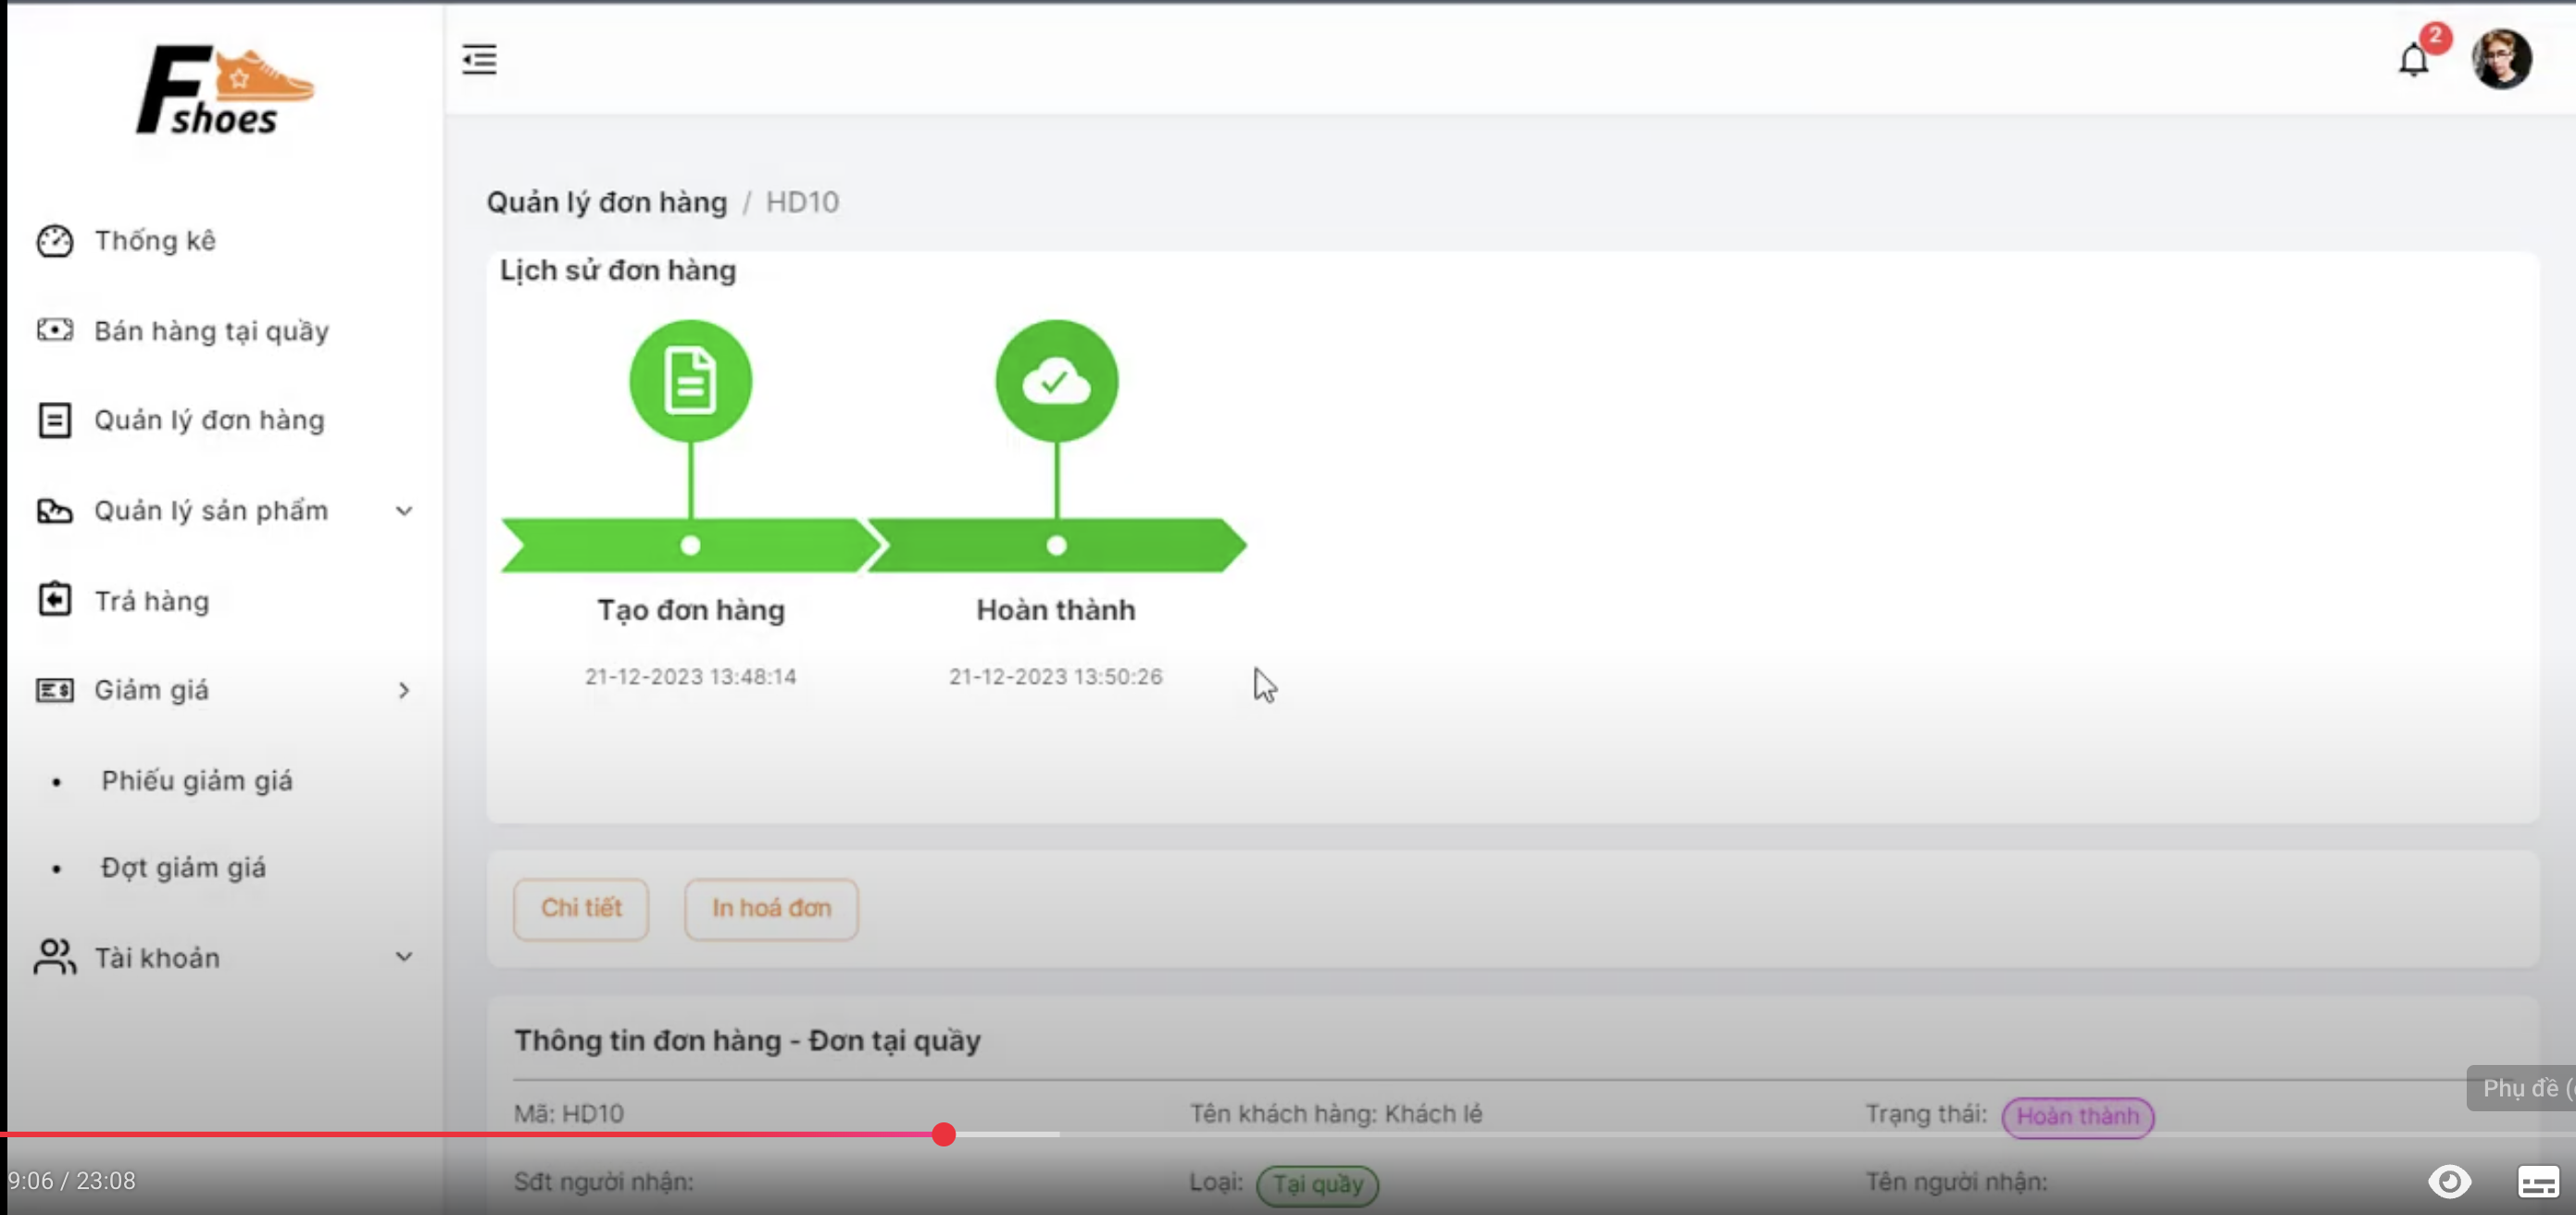 F
shoes
2
Thống kê
Bán hàng tại quầy
Quản lý đơn hàng
Quản lý sản phẩm
Trả hàng
Giảm giá
Phiếu giảm giá
Đợt giảm giá
Tài khoản
Quản lý đơn hàng / HD10
Lịch sử đơn hàng
Tạo đơn hàng
Hoàn thành
21-12-2023 13:48:14
21-12-2023 13:50:26
Chi tiết
In hoá đơn
Thông tin đơn hàng - Đơn tại quầy
Mã: HD10
Tên khách hàng: Khách lẻ
Trạng thái: Hoàn thành
Sđt người nhận:
Loại: Tại quầy
Tên người nhận:
Phụ đề (
9:06 / 23:08